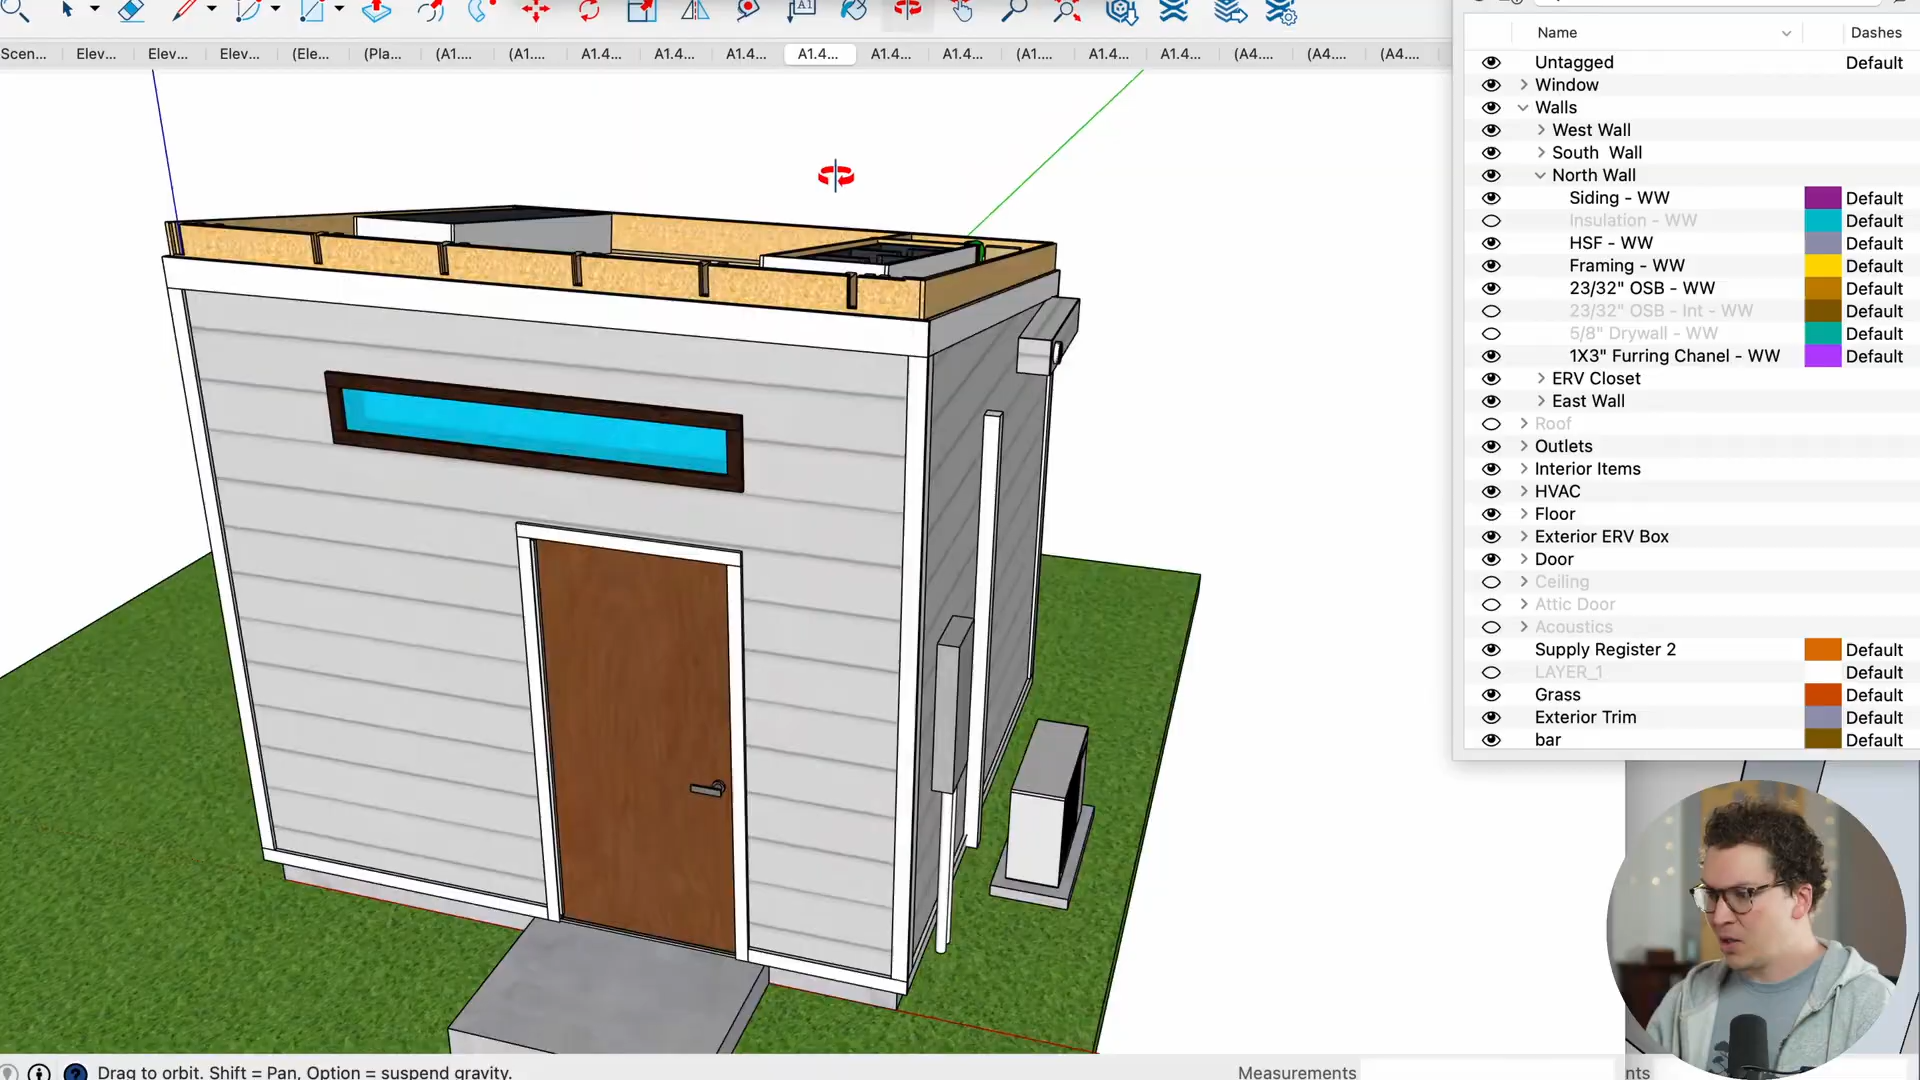 A1
Scen...
Elev...
Elev...
Elev...
(Ele...
(Pla...
(A1....
(A1....
A1.4...
A1.4...
A1.4...
A1.4...
A1.4...
A1.4...
(A1....
A1.4...
A1.4...
(A4....
(A4....
(A4....
Name Dashes
Untagged Default
Window
Walls
West Wall
South Wall
North Wall
Siding - WW Default
Insulation - WW Default
HSF - WW Default
Framing - WW Default
23/32" OSB - WW Default
23/32" OSB - Int - WW Default
5/8" Drywall - WW Default
1X3" Furring Chanel - WW Default
ERV Closet
East Wall
Roof
Outlets
Interior Items
HVAC
Floor
Exterior ERV Box
Door
Ceiling
Attic Door
Acoustics
Supply Register 2 Default
LAYER_1 Default
Grass Default
Exterior Trim Default
bar Default
Drag to orbit. Shift = Pan, Option = suspend gravity.
Measurements
nts